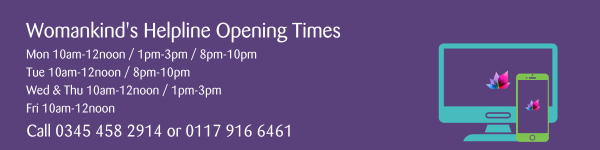 Womankind's Helpline Opening Times
Mon 10am-12noon / 1pm-3pm / 8pm-10pm
Tue 10am-12noon / 8pm-10pm
Wed & Thu 10am-12noon / 1pm-3pm
Fri 10am-12noon
Call 0345 458 2914 or 0117 916 6461